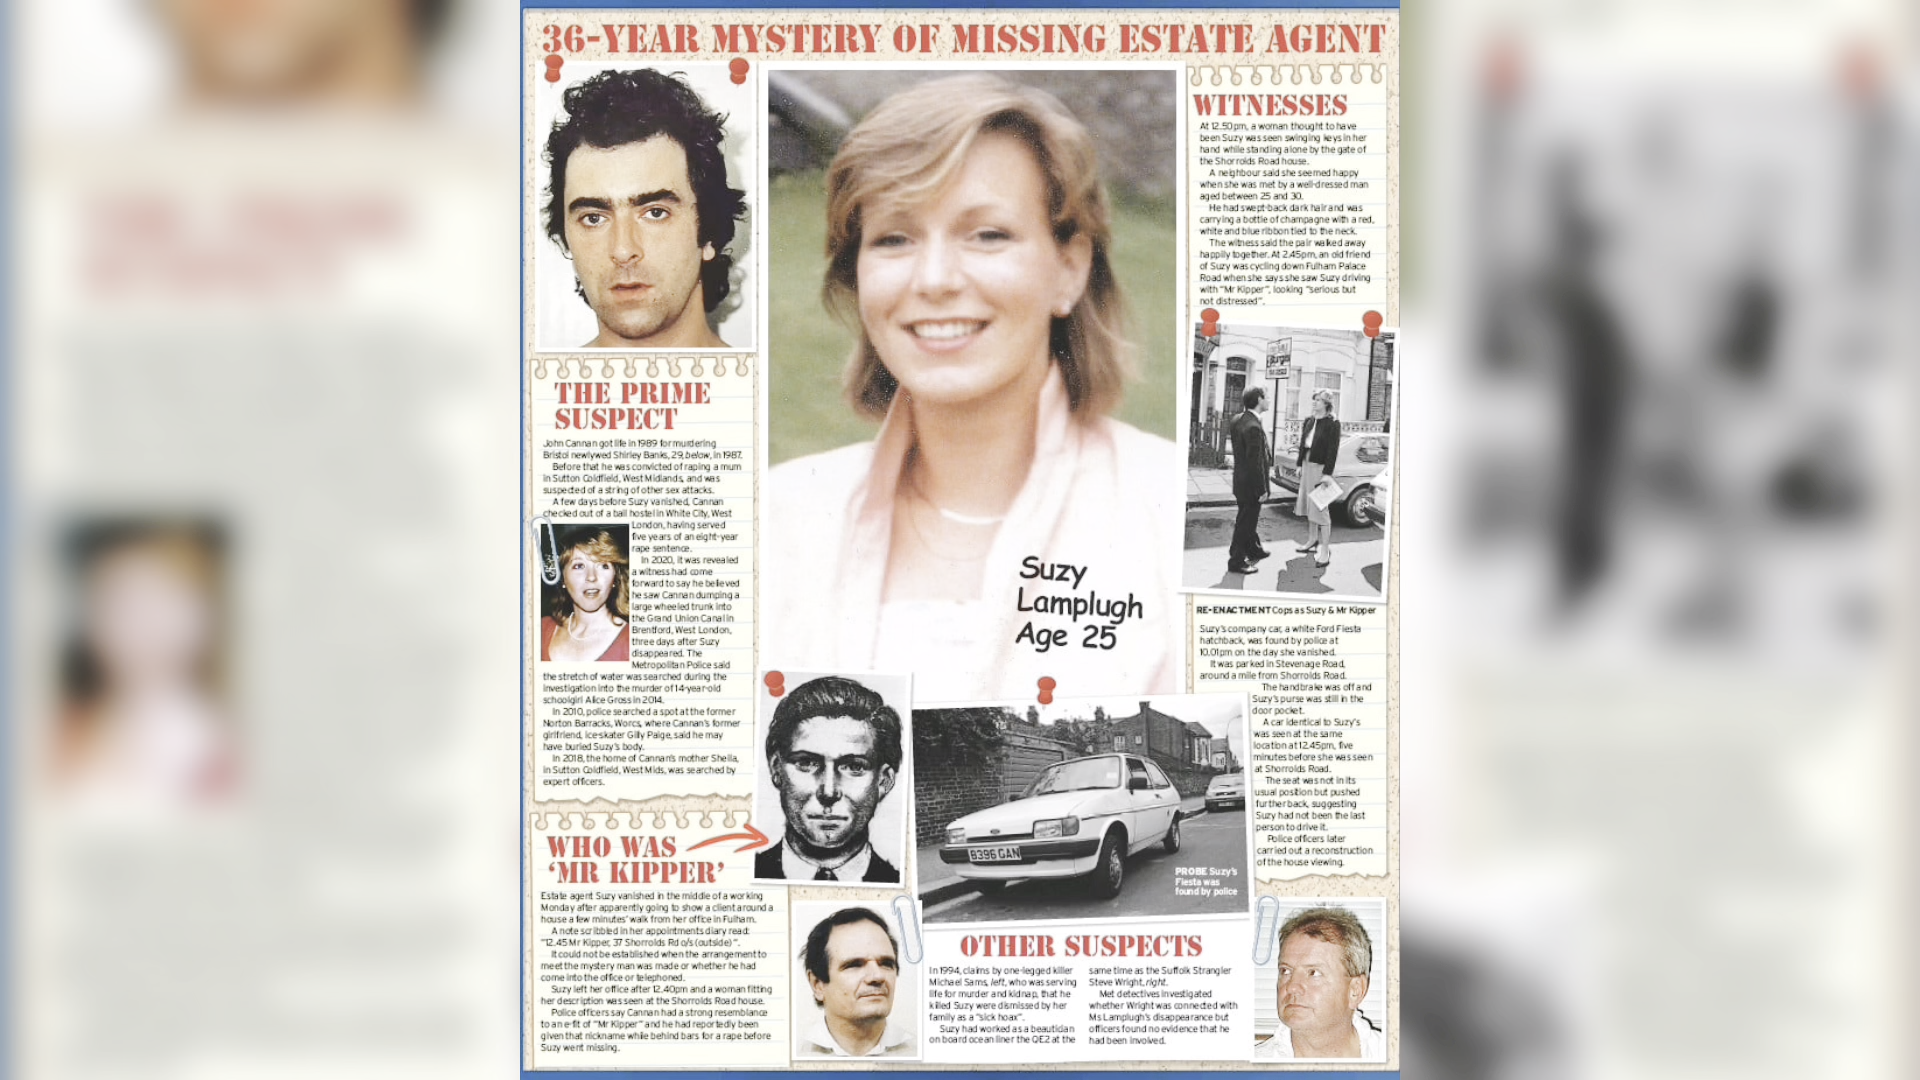 36-YEAR MYSTERY OF MISSING ESTATE AGENT
THE PRIME
SUSPECT
John Cannan got life in 1989 for murdering
Bristol newlywed Shirley Banks, 29, below, in 1987.
Before that he was convicted of raping a mum
in Sutton Coldfield, West Midlands, and was
suspected of a string of other sex attacks.
A few days before Suzy vanished, Cannan
checked out of a bail hostel in White City, West
London, having served
five years of an eight-year
rape sentence.
In 2020, it was revealed
a witness had come
forward to say he believed
he saw Cannan dumping a
large wheeled trunk into
the Grand Union Canal in
Brentford, West London,
three days after Suzy
disappeared. The
Metropolitan Police said
the stretch of water was searched during the
investigation into the murder of 14-year-old
schoolgirl Alice Gross in 2014.
In 2010, police searched a spot at the former
Norton Barracks, Worcs, where Cannan's former
girlfriend, ice-skater Gilly Paige, said he may
have buried Suzy's body.
In 2018, the home of Cannan's mother Sheila,
in Sutton Coldfield, West Mids, was searched by
expert officers.
WHO WAS
'MR KIPPER'
Estate agent Suzy vanished in the middle of a working
Monday after apparently going to show a client around a
house a few minutes' walk from her office in Fulham.
A note scribbled in her appointments diary read:
"12.45 Mr Kipper, 37 Shorrolds Rd o/s (outside)".
It could not be established when the arrangement to
meet the mystery man was made or whether he had
come into the office or telephoned.
Suzy left her office after 12.40pm and a woman fitting
her description was seen at the Shorrolds Road house.
Police officers say Cannan had a strong resemblance
to an e-fit of "Mr Kipper" and he had reportedly been
given that nickname while behind bars for a rape before
Suzy went missing.
Suzy
Lamplugh
Age 25
B396 GAN
PROBE Suzy's
Fiesta was
found by police
OTHER SUSPECTS
In 1994, claims by one-legged killer
Michael Sams, left, who was serving
life for murder and kidnap, that he
killed Suzy were dismissed by her
family as a "sick hoax".
Suzy had worked as a beautician
on board ocean liner the QE2 at the
same time as the Suffolk Strangler
Steve Wright, right.
Met detectives investigated
whether Wright was connected with
Ms Lamplugh's disappearance but
officers found no evidence that he
had been involved.
WITNESSES
At 12.50pm, a woman thought to have
been Suzy was seen swinging keys in her
hand while standing alone by the gate of
the Shorrolds Road house.
A neighbour said she seemed happy
when she was met by a well-dressed man
aged between 25 and 30.
He had swept-back dark hair and was
carrying a bottle of champagne with a red,
white and blue ribbon tied to the neck.
The witness said the pair walked away
happily together. At 2.45pm, an old friend
of Suzy was cycling down Fulham Palace
Road when she says she saw Suzy driving
with "Mr Kipper", looking "serious but
not distressed".
Sturgis
RE-ENACTMENT Cops as Suzy & Mr Kipper
Suzy's company car, a white Ford Fiesta
hatchback, was found by police at
10.01pm on the day she vanished.
It was parked in Stevenage Road,
around a mile from Shorrolds Road.
The handbrake was off and
Suzy's purse was still in the
door pocket.
A car identical to Suzy's
was seen at the same
location at 12.45pm, five
minutes before she was seen
at Shorrolds Road.
The seat was not in its
usual position but pushed
further back, suggesting
Suzy had not been the last
person to drive it.
Police officers later
carried out a reconstruction
of the house viewing.